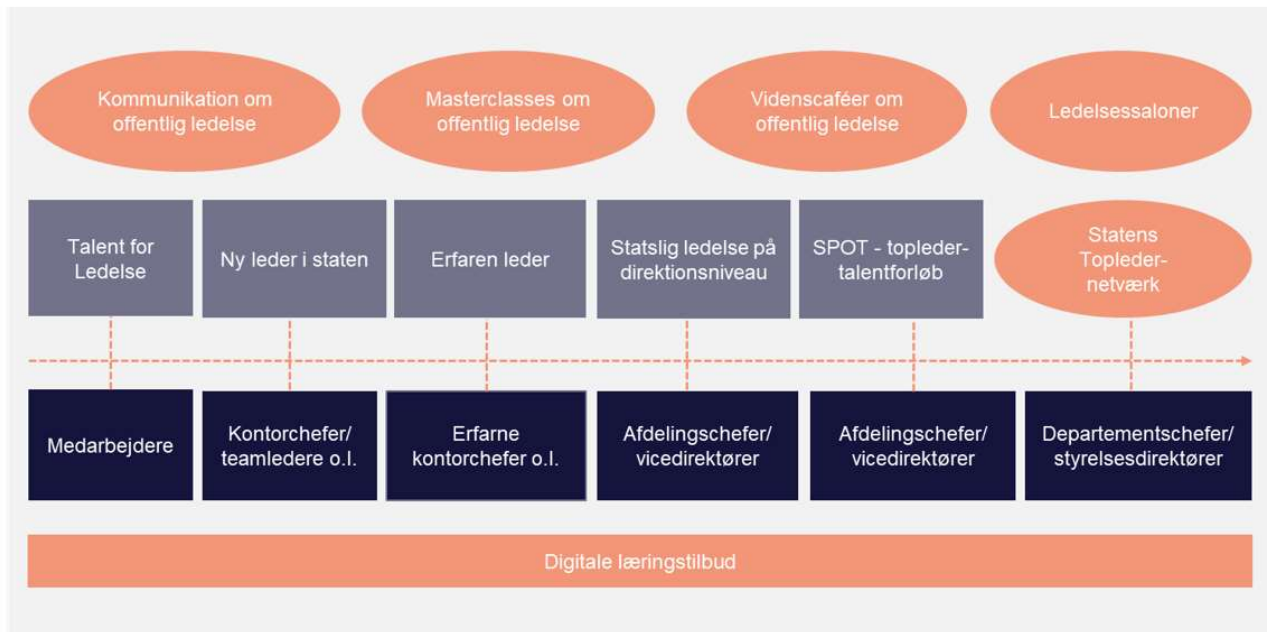 Kommunikation om
offentlig ledelse
Masterclasses om
offentlig ledelse
Videnscaféer om
offentlig ledelse
Ledelsessaloner
Talent for
Ledelse
Ny leder i staten
Erfaren leder
Statslig ledelse på
direktionsniveau
SPOT - topleder-
talentforløb
Statens
Topleder-
netværk
Medarbejdere
Kontorchefer/
teamledere o.l.
Erfarne
kontorchefer o.l.
Afdelingschefer/
vicedirektører
Afdelingschefer/
vicedirektører
Departementschefer/
styrelsesdirektører
Digitale læringstilbud